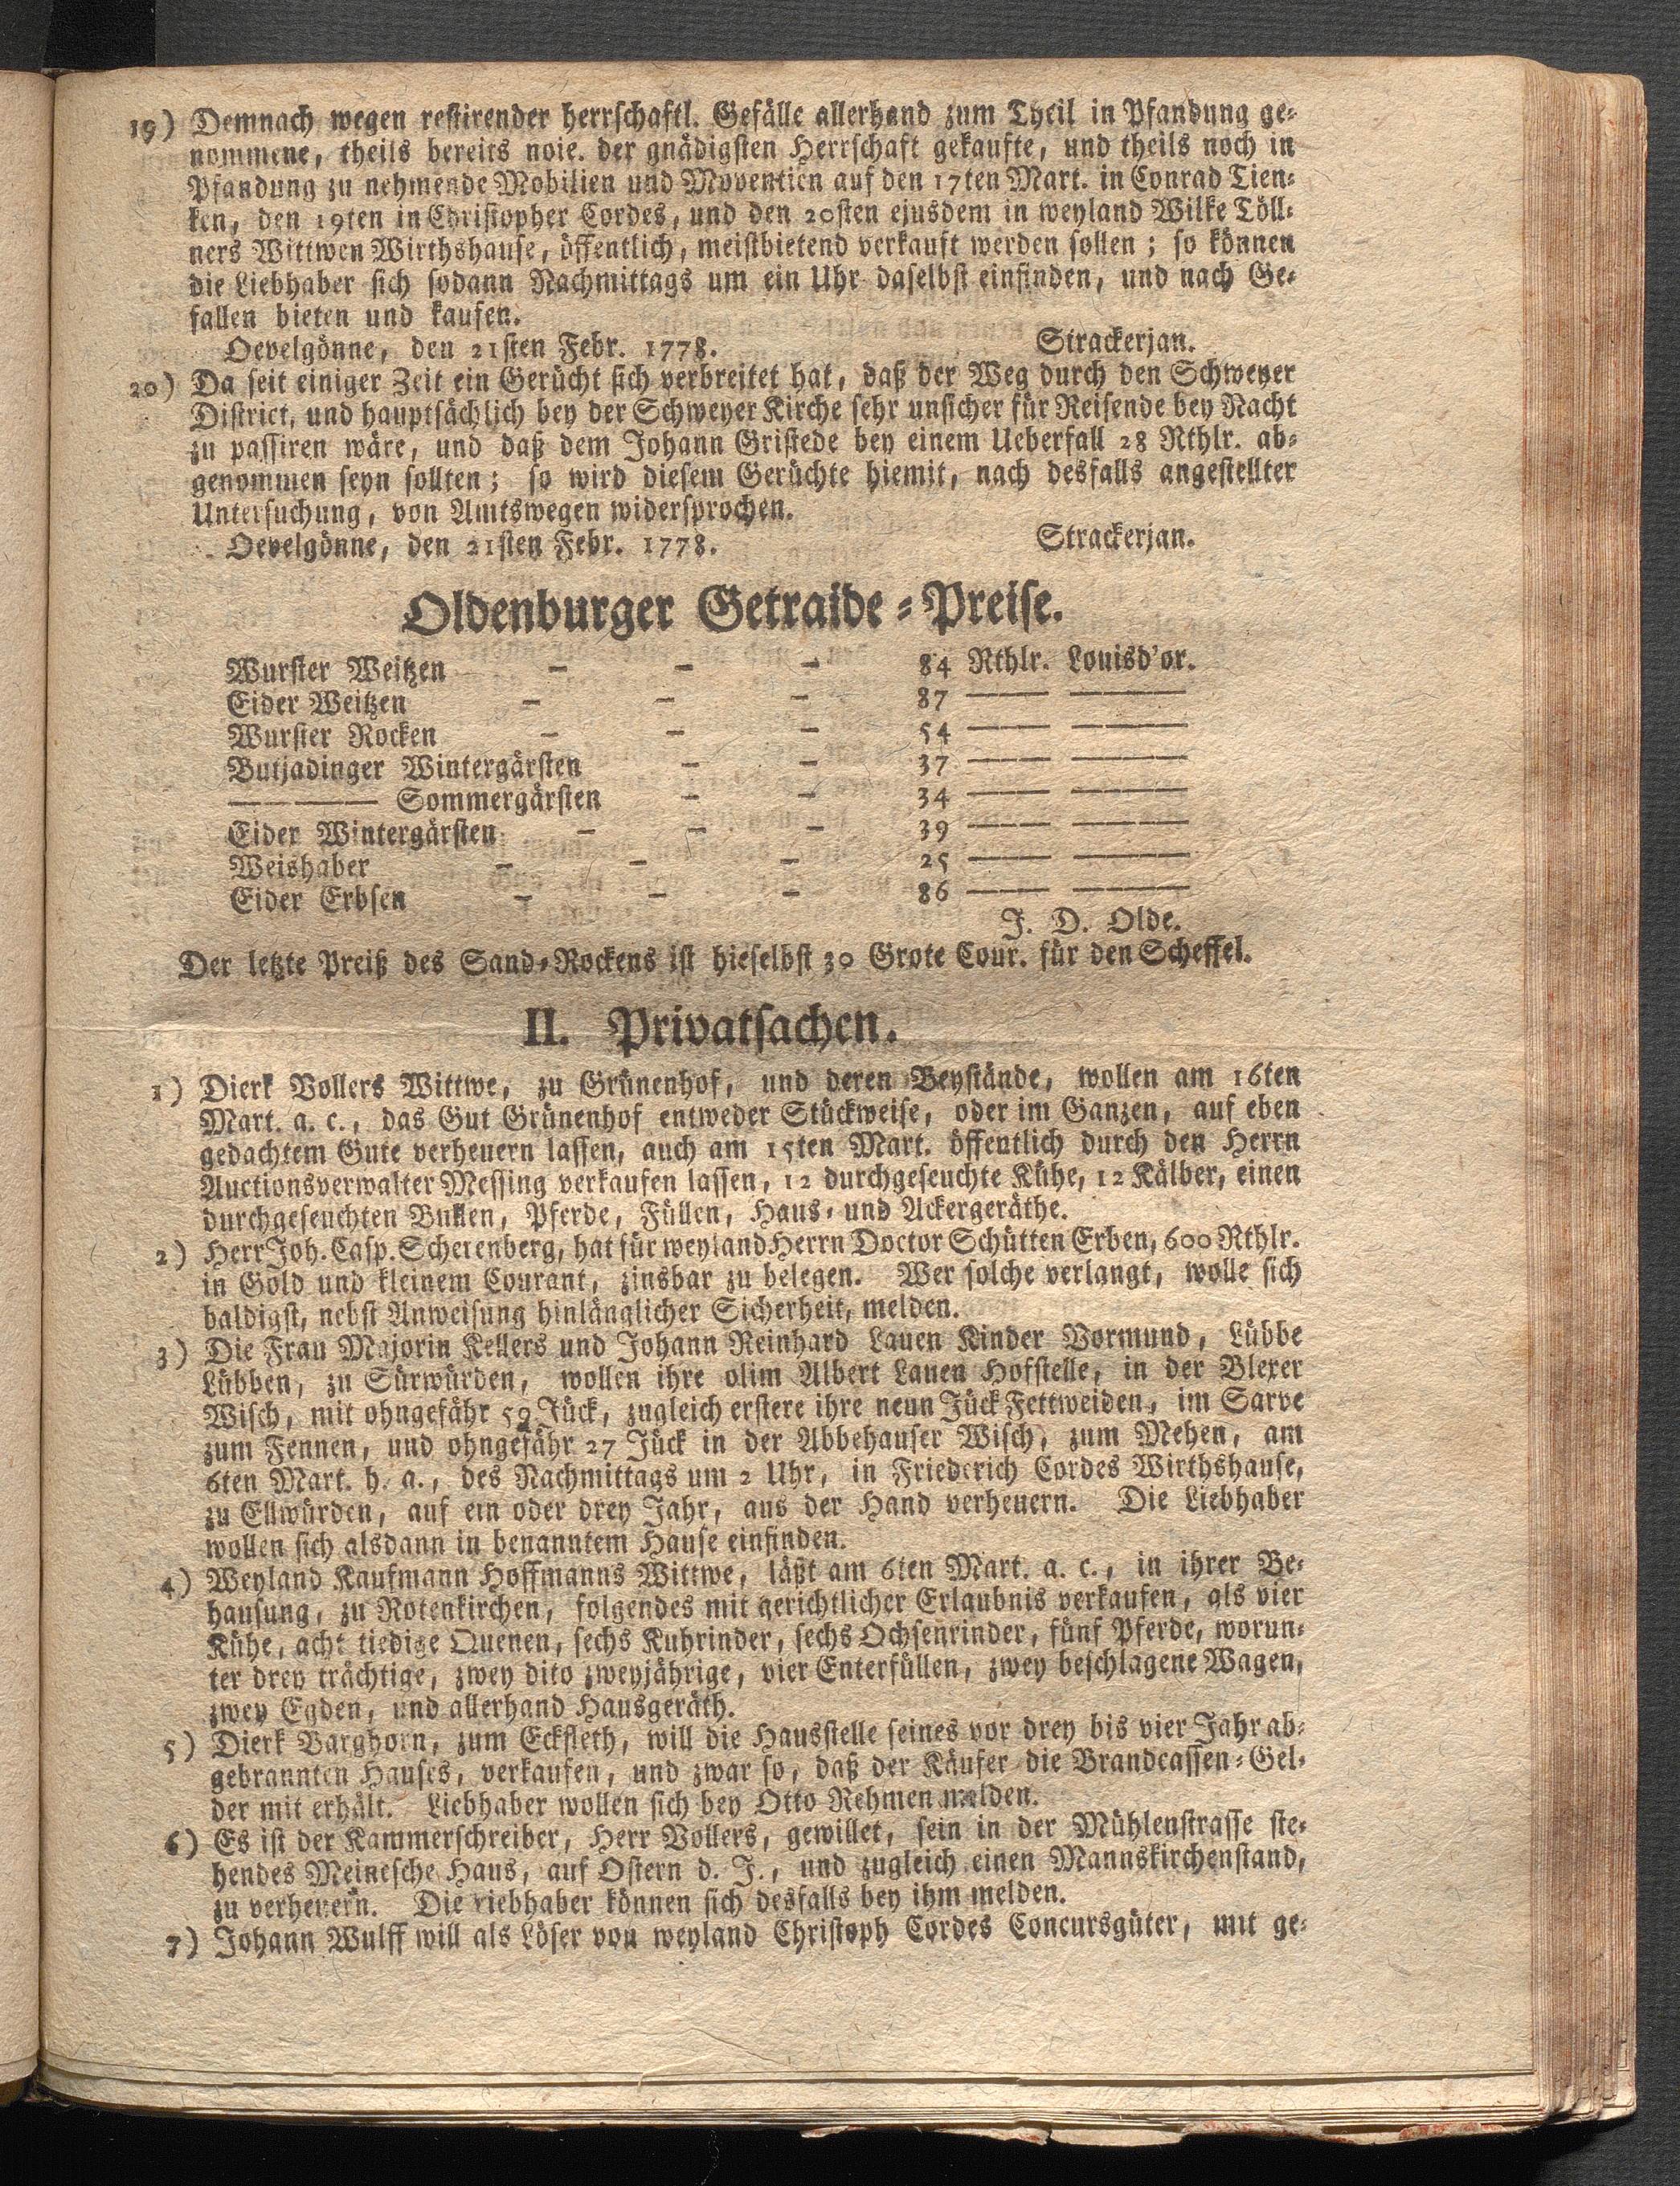 19) Demnach wegen restirender herrschaftl. Gefälle allerhand zum Theil in Pfandung ge-
nommene, theils bereits noie. der gnädigsten Herrschaft gekaufte, und theils noch in
Pfandung zu nehmende Mobilien und Moventien auf den 17ten Mart. in Conrad Tien-
ken, den 19ten in Christopher Cordes, und den 20sten ejusdem in weyland Wilke Töll-
ners Wittwen Wirthshause, öffentlich, meistbietend verkauft werden sollen; so können
die Liebhaber sich sodann Nachmittags um ein Uhr daselbst einfinden, und nach Ge-
fallen bieten und kaufen.
Oevelgönne, den 21sten Febr. 1778. Strackerjan.
20) Da seit einiger Zeit ein Gerücht sich verbreitet hat, daß der Weg durch den Schweyer
District, und hauptsächlich bey der Schweyer Kirche sehr unsicher für Reisende bey Nacht
zu passiren wäre, und daß dem Johann Gristede bey einem Ueberfall 28 Rthlr. ab-
genommen seyn sollten; so wird diesem Gerüchte hiemit, nach desfalls angestellter
Untersuchung, von Amtswegen widersprochen.
Oevelgönne, den 21sten Febr. 1778. Strackerjan.
Oldenburger Getraide-Preise.
Wurster Weitzen – – – 84 Rthlr. Louisd'or.
Eider Weitzen – – – 87 —— ——
Wurster Rocken – – – 54 —— ——
Butjadinger Wintergärsten – – 37 —— ——
—— —— Sommergärsten – – 34 —— ——
Eider Wintergärsten – – – 39 —— ——
Weishaber – – – 25 —— ——
Eider Erbsen – – – 86 —— ——
J. D. Olde.
Der letzte Preiß des Sand-Rockens ist hieselbst 30 Grote Cour. für den Scheffel.
II. Privatsachen.
1) Dierk Vollers Wittwe, zu Grünenhof, und deren Beystände, wollen am 16ten
Mart. a. c., das Gut Grünenhof entweder Stückweise, oder im Ganzen, auf eben
gedachtem Gute verheuern lassen, auch am 15ten Mart. öffentlich durch den Herrn
Auctionsverwalter Messing verkaufen lassen, 12 durchgeseuchte Kühe, 12 Kälber, einen
durchgeseuchten Bullen, Pferde, Füllen, Haus- und Ackergeräthe.
2) Herr Joh. Casp. Scherenberg, hat für weyland Herrn Doctor Schütten Erben, 600 Rthlr.
in Gold und kleinem Courant, zinsbar zu belegen. Wer solche verlangt, wolle sich
baldigst, nebst Anweisung hinlänglicher Sicherheit, melden.
3) Die Frau Majorin Kellers und Johann Reinhard Lauen Kinder Vormund, Lübbe
Lübben, zu Sürwürden, wollen ihre olim Albert Lauen Hofstelle, in der Blexer
Wisch, mit ohngefähr 59 Jück, zugleich erstere ihre neun Jück Fettweiden, im Sarve
zum Fennen, und ohngefähr 27 Jück in der Abbehauser Wisch, zum Mehen, am
6ten Mart. h. a., des Nachmittags um 2 Uhr, in Friederich Cordes Wirthshause,
zu Ellwürden, auf ein oder drey Jahr, aus der Hand verheuern. Die Liebhaber
wollen sich alsdann in benanntem Hause einfinden.
4) Weyland Kaufmann Hoffmanns Wittwe, läßt am 6ten Mart. a. c., in ihrer Be-
hausung, zu Rotenkirchen, folgendes mit gerichtlicher Erlaubnis verkaufen, als vier
Kühe, acht tiedige Quenen, sechs Kuhrinder, sechs Ochsenrinder, fünf Pferde, worun-
ter drey trächtige, zwey dito zweyjährige, vier Enterfüllen, zwey beschlagene Wagen,
zwey Egden, und allerhand Hausgeräth.
5) Dierk Barghorn, zum Eckfleth, will die Hausstelle seines vor drey bis vier Jahr ab-
gebrannten Hauses, verkaufen, und zwar so, daß der Käufer die Brandcassen-Gel-
der mit erhält. Liebhaber wollen sich bey Otto Rehmen melden.
6) Es ist der Kammerschreiber, Herr Vollers, gewillet, sein in der Mühlenstrasse ste-
hendes Meinesche Haus, auf Ostern d. J., und zugleich einen Mannskirchenstand,
zu verheuern. Die Liebhaber können sich desfalls bey ihm melden.
7) Johann Wulff will als Löser von weyland Christoph Cordes Concursgüter, mit ge-